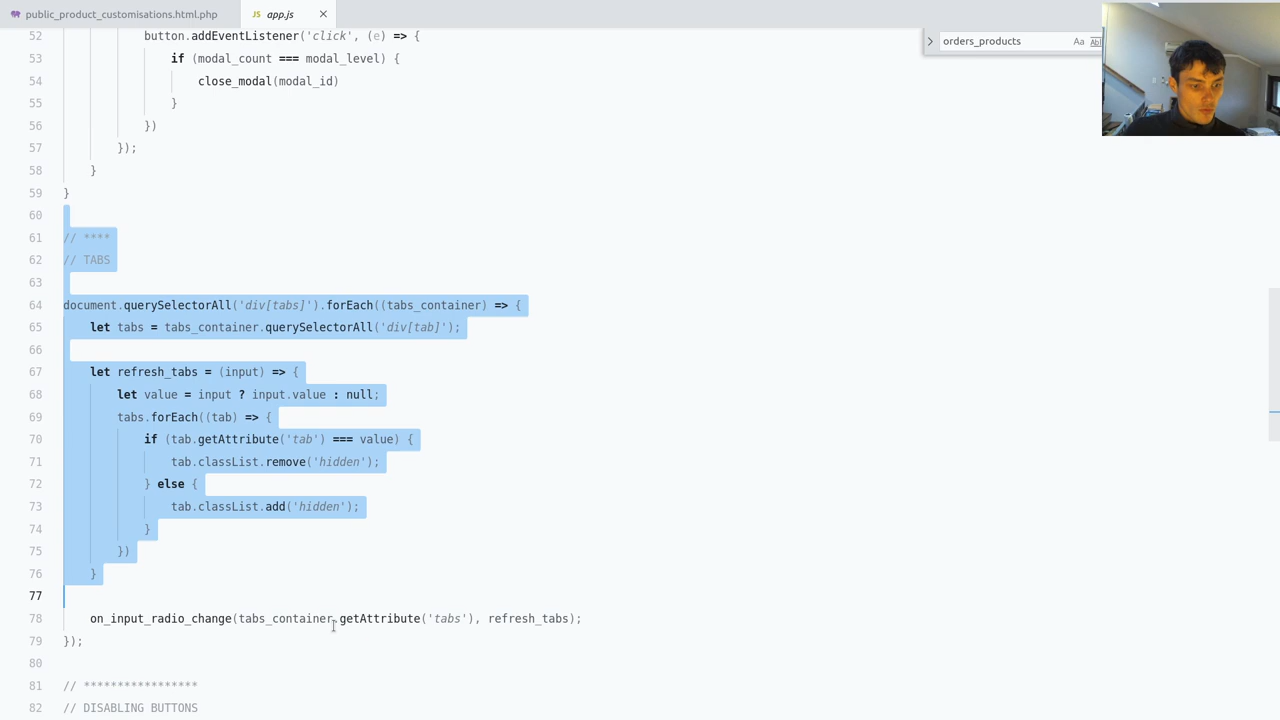 public_product_customisations.html.php
JS app.js
orders_products
Aa
Ab
52 button.addEventListener('click', (e) => {
53 if (modal_count === modal_level) {
54 close_modal(modal_id)
55 }
56 })
57 });
58 }
59 }
60
61 // ****
62 // TABS
63
64 document.querySelectorAll('div[tabs]').forEach((tabs_container) => {
65 let tabs = tabs_container.querySelectorAll('div[tab]');
66
67 let refresh_tabs = (input) => {
68 let value = input ? input.value : null;
69 tabs.forEach((tab) => {
70 if (tab.getAttribute('tab') === value) {
71 tab.classList.remove('hidden');
72 } else {
73 tab.classList.add('hidden');
74 }
75 })
76 }
77
78 on_input_radio_change(tabs_container.getAttribute('tabs'), refresh_tabs);
79 });
80
81 // *****************
82 // DISABLING BUTTONS